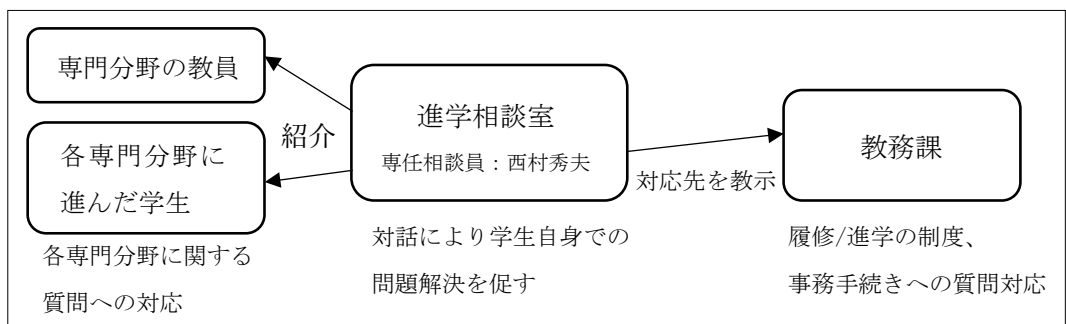 専門分野の教員
各専門分野に
進んだ学生
各専門分野に関する
質問への対応
紹介
進学相談室
専任相談員：西村秀夫
対話により学生自身での
問題解決を促す
対応先を教示
教務課
履修/進学の制度、
事務手続きへの質問対応